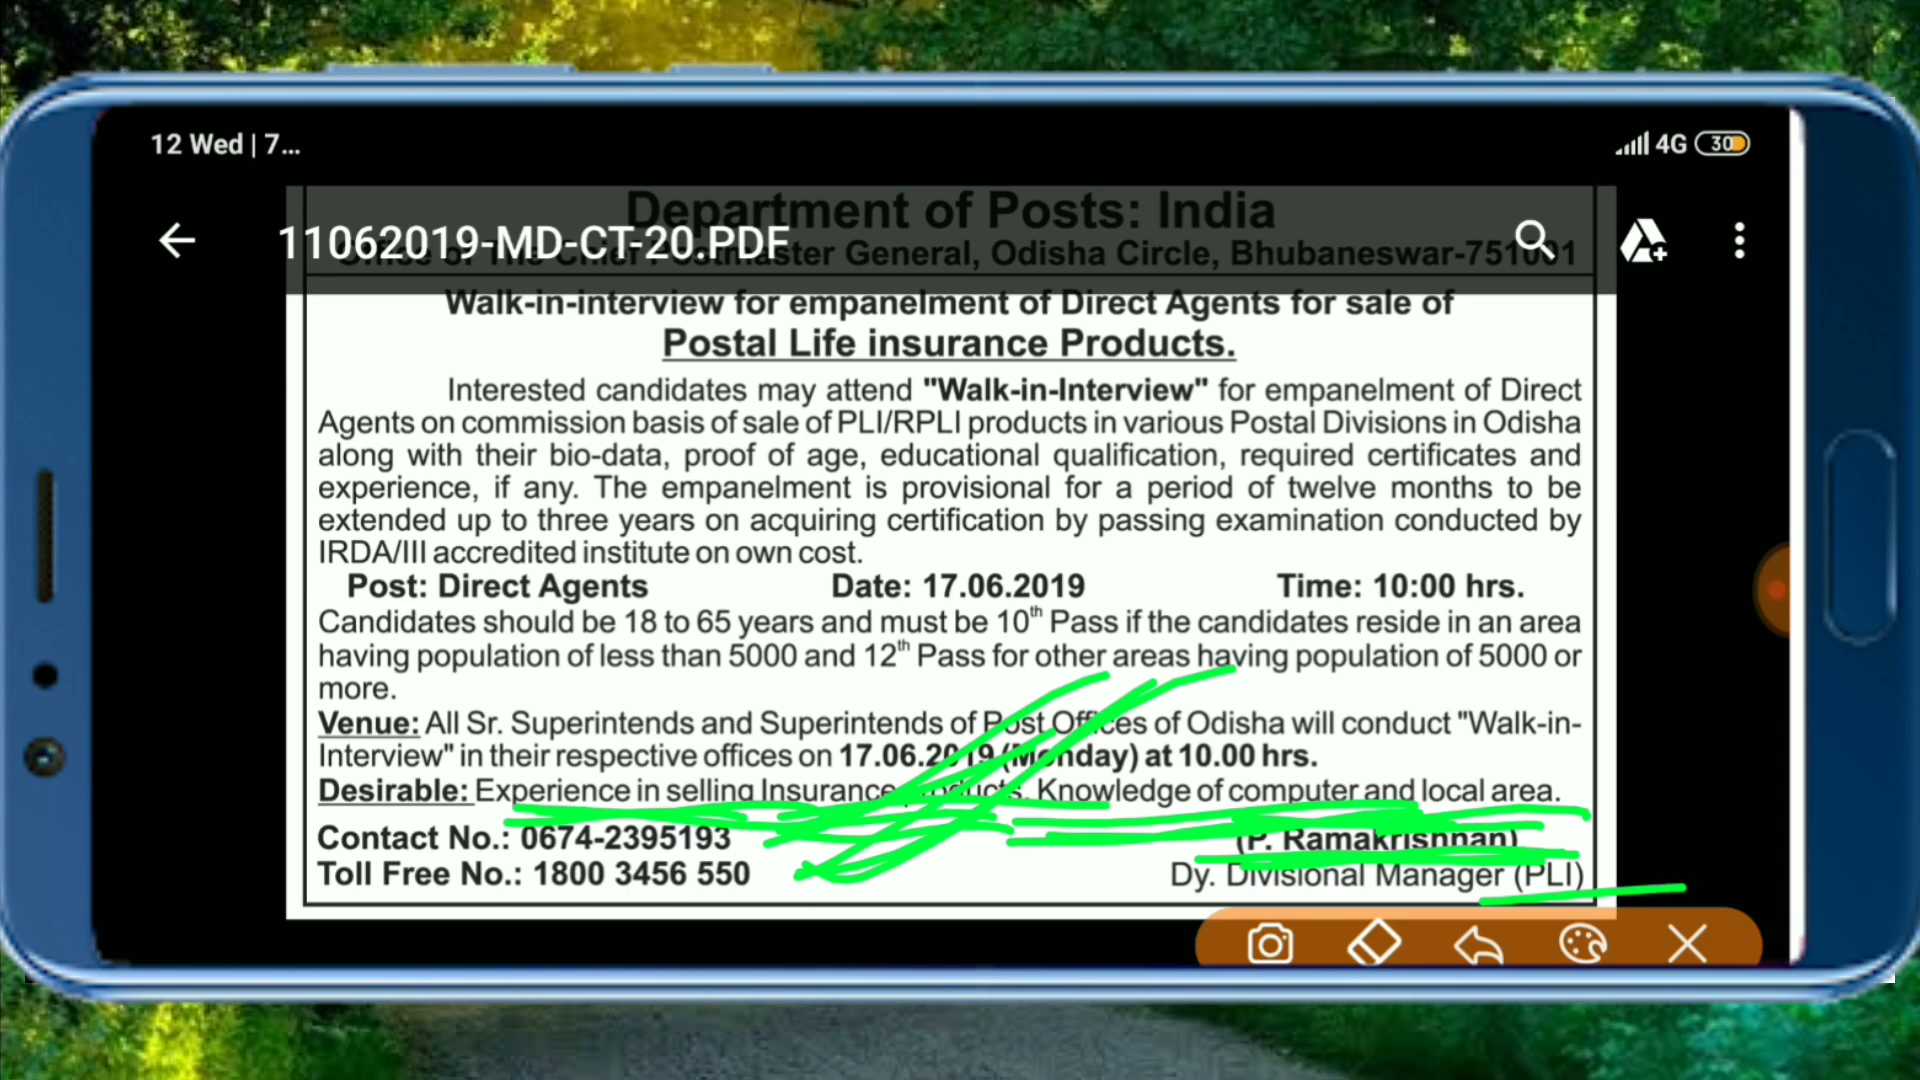 12 Wed | 7...
4G 30
11062019-MD-CT-20.PDF
Department of Posts: India
Office of The Chief Postmaster General, Odisha Circle, Bhubaneswar-751001
Walk-in-interview for empanelment of Direct Agents for sale of
Postal Life insurance Products.
Interested candidates may attend "Walk-in-Interview" for empanelment of Direct
Agents on commission basis of sale of PLI/RPLI products in various Postal Divisions in Odisha
along with their bio-data, proof of age, educational qualification, required certificates and
experience, if any. The empanelment is provisional for a period of twelve months to be
extended up to three years on acquiring certification by passing examination conducted by
IRDA/III accredited institute on own cost.
Post: Direct Agents Date: 17.06.2019 Time: 10:00 hrs.
Candidates should be 18 to 65 years and must be 10th Pass if the candidates reside in an area
having population of less than 5000 and 12th Pass for other areas having population of 5000 or
more.
Venue: All Sr. Superintends and Superintends of Post Offices of Odisha will conduct "Walk-in-
Interview" in their respective offices on 17.06.2019 (Monday) at 10.00 hrs.
Desirable: Experience in selling Insurance products, Knowledge of computer and local area.
Contact No.: 0674-2395193 (P. Ramakrishnan)
Toll Free No.: 1800 3456 550 Dy. Divisional Manager (PLI)